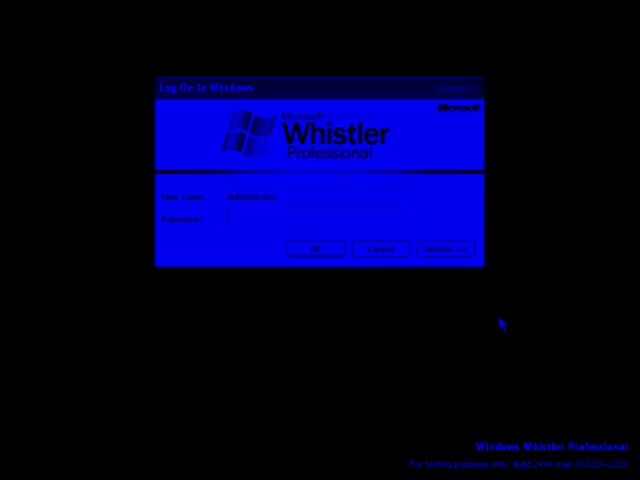 Log On to Windows
Microsoft
Microsoft
Whistler
Professional
User name: Administrator
Password:
OK Cancel Options >>
Windows Whistler Professional
For testing purposes only. Build 2446.main.010224-2220